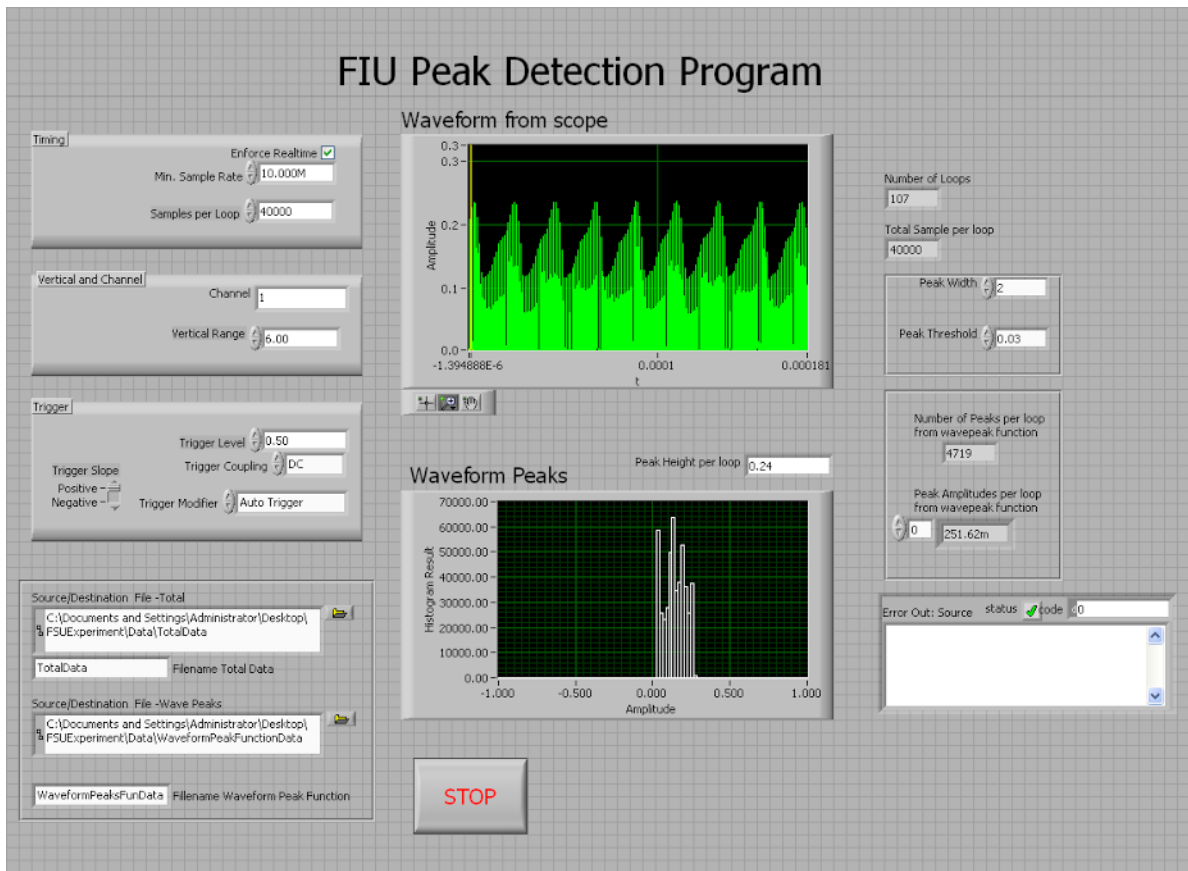 FIU Peak Detection Program
Timing
Enforce Realtime
Min. Sample Rate 10.000M
Samples per Loop 40000
Vertical and Channel
Channel 1
Vertical Range 6.00
Trigger
Trigger Level 0.50
Trigger Coupling DC
Trigger Slope
Positive
Negative
Trigger Modifier Auto Trigger
Source/Destination File -Total
C:\Documents and Settings\Administrator\Desktop\
FSUExperiment\Data\TotalData
TotalData Filename Total Data
Source/Destination File -Wave Peaks
C:\Documents and Settings\Administrator\Desktop\
FSUExperiment\Data\WaveformPeakFunctionData
WaveformPeaksFunData Fillename Waveform Peak Function
Waveform from scope
Amplitude
0.3
0.3
0.2
0.1
0.0
-1.394888E-6 0.0001 0.000181
t
Peak Height per loop 0.24
Waveform Peaks
Histogram Result
70000.00
60000.00
50000.00
40000.00
30000.00
20000.00
10000.00
0.00
-1.000 -0.500 0.000 0.500 1.000
Amplitude
STOP
Number of Loops
107
Total Sample per loop
40000
Peak Width 2
Peak Threshold 0.03
Number of Peaks per loop
from wavepeak function
4719
Peak Amplitudes per loop
from wavepeak function
0 251.62m
Error Out: Source status code d0